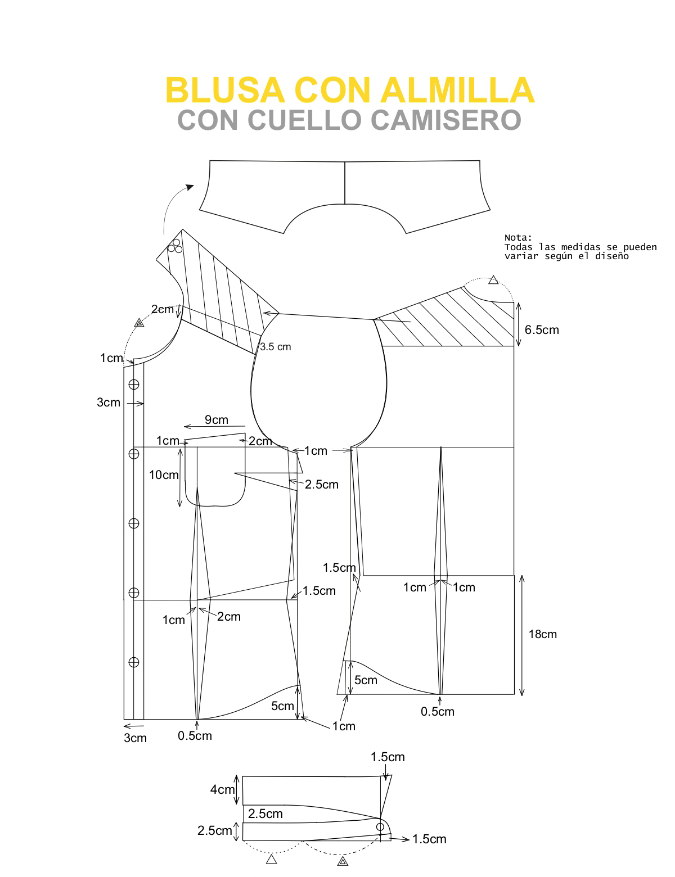 BLUSA CON ALMILLA
CON CUELLO CAMISERO
Nota:
Todas las medidas se pueden
variar según el diseño
2cm
6.5cm
3.5 cm
1cm
3cm
9cm
1cm
2cm
1cm
10cm
2.5cm
1.5cm
1.5cm
1cm
1cm
1cm
2cm
18cm
5cm
5cm
0.5cm
1cm
3cm
0.5cm
1.5cm
4cm
2.5cm
2.5cm
1.5cm